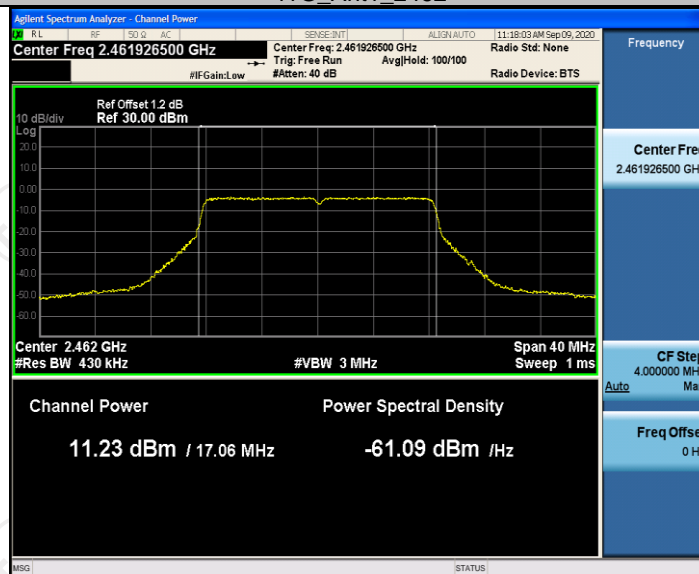 Agilent Spectrum Analyzer - Channel Power
RL RF 50 Ω AC SENSE:INT ALIGN AUTO 11:18:03 AM Sep 09, 2020
Center Freq 2.461926500 GHz
Center Freq: 2.461926500 GHz
Radio Std: None
Trig: Free Run Avg|Hold: 100/100
#IFGain:Low #Atten: 40 dB Radio Device: BTS
Frequency
Ref Offset 1.2 dB
10 dB/div Ref 30.00 dBm
Log
20.0
10.0
0.00
-10.0
-20.0
-30.0
-40.0
-50.0
-60.0
Center 2.462 GHz Span 40 MHz
#Res BW 430 kHz #VBW 3 MHz Sweep 1 ms
Channel Power Power Spectral Density
11.23 dBm / 17.06 MHz -61.09 dBm /Hz
Center Fre
2.461926500 GH
CF Ste
4.000000 MH
Auto Ma
Freq Offse
0 H
MSG STATUS